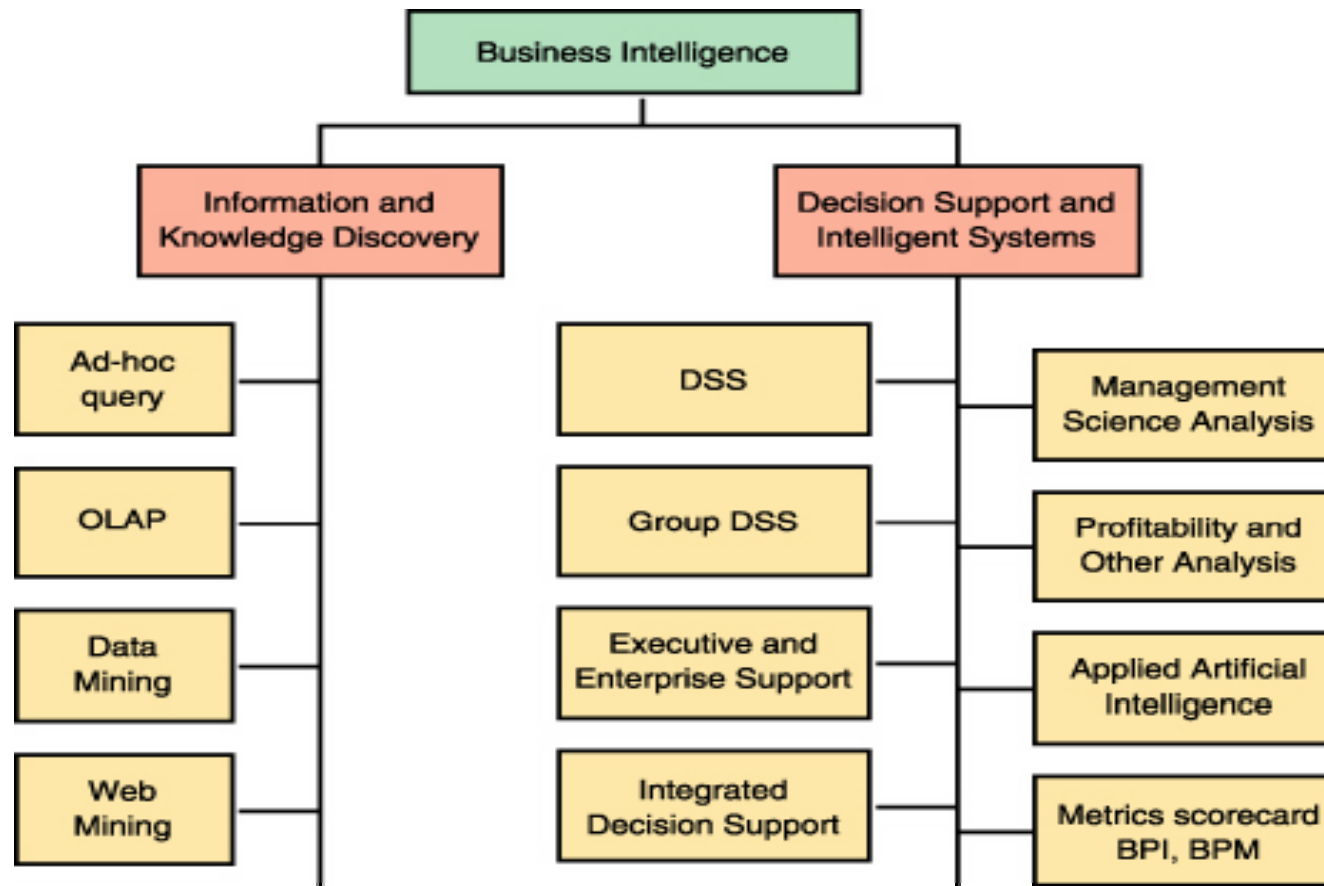 Business Intelligence
Information and
Knowledge Discovery
Decision Support and
Intelligent Systems
Ad-hoc
query
OLAP
Data
Mining
Web
Mining
DSS
Group DSS
Executive and
Enterprise Support
Integrated
Decision Support
Management
Science Analysis
Profitability and
Other Analysis
Applied Artificial
Intelligence
Metrics scorecard
BPI, BPM